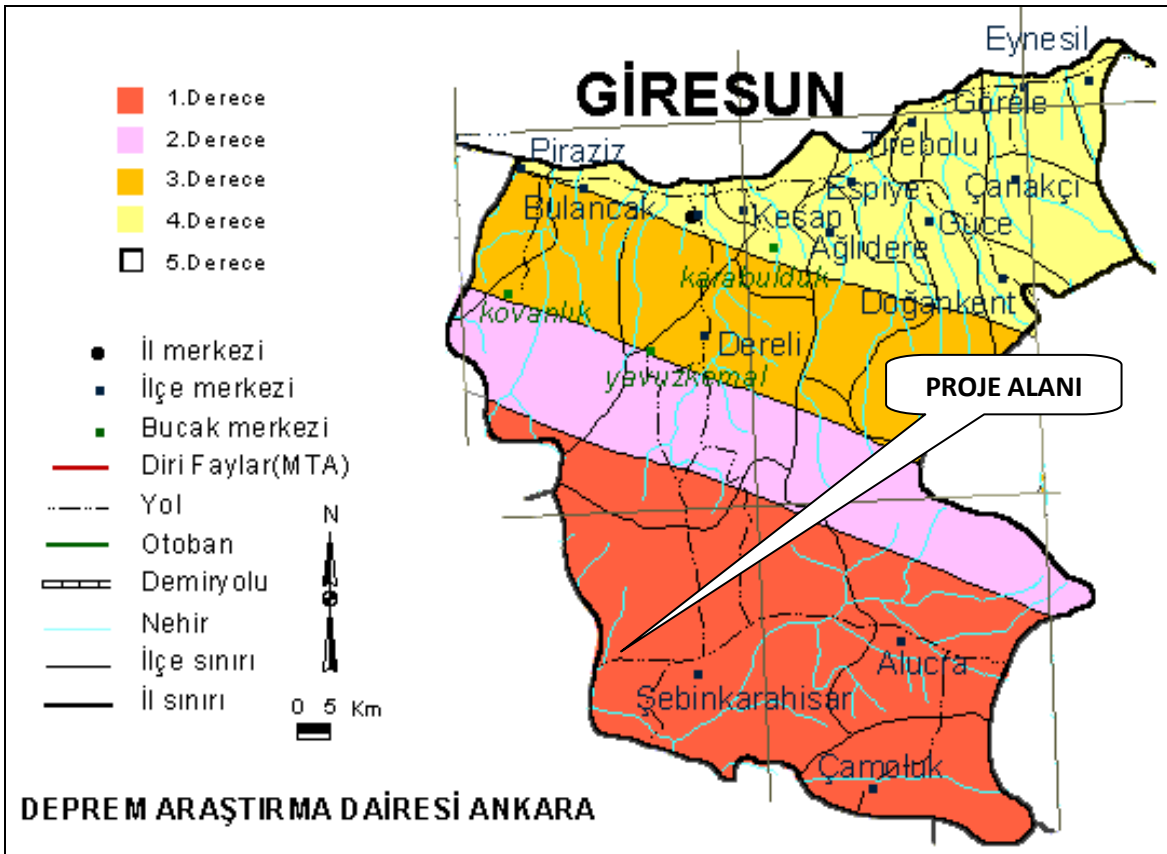 GİRESUN
1.Derece
2.Derece
3.Derece
4.Derece
5.Derece
İl merkezi
İlçe merkezi
Bucak merkezi
Diri Faylar(MTA)
Yol
Otoban
Demiryolu
Nehir
İlçe sınırı
İl sınırı
N
0 5 Km
Eynesil
Görele
Tirebolu
Piraziz
Espiye
Çanakçı
Bulancak
Keşap
Güce
Ağlıdere
karabulduk
Doğankent
kovanlık
Dereli
yavuzkemal
PROJE ALANI
Alucra
Şebinkarahisar
Çamoluk
DEPREM ARAŞTIRMA DAİRESİ ANKARA